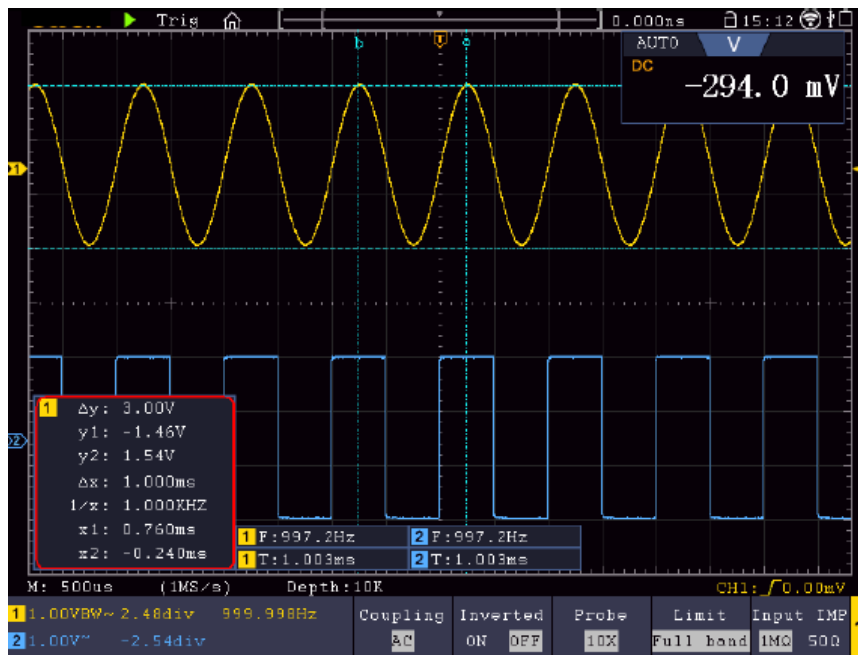 Trig 0.000ns 15:12
b T a AUTO V
DC
-294.0 mV
1
1 Δy: 3.00V
y1: -1.46V
2 y2: 1.54V
Δx: 1.000ms
1/x: 1.000KHZ
x1: 0.760ms
x2: -0.240ms
1 F:997.2Hz 2 F:997.2Hz
1 T:1.003ms 2 T:1.003ms
M: 500us (1MS/s) Depth:10K CH1: 0.00mV
1 1.00VBW~ 2.48div 999.998Hz Coupling Inverted Probe Limit Input IMP
2 1.00V~ -2.54div AC ON OFF 10X Full band 1MΩ 50Ω